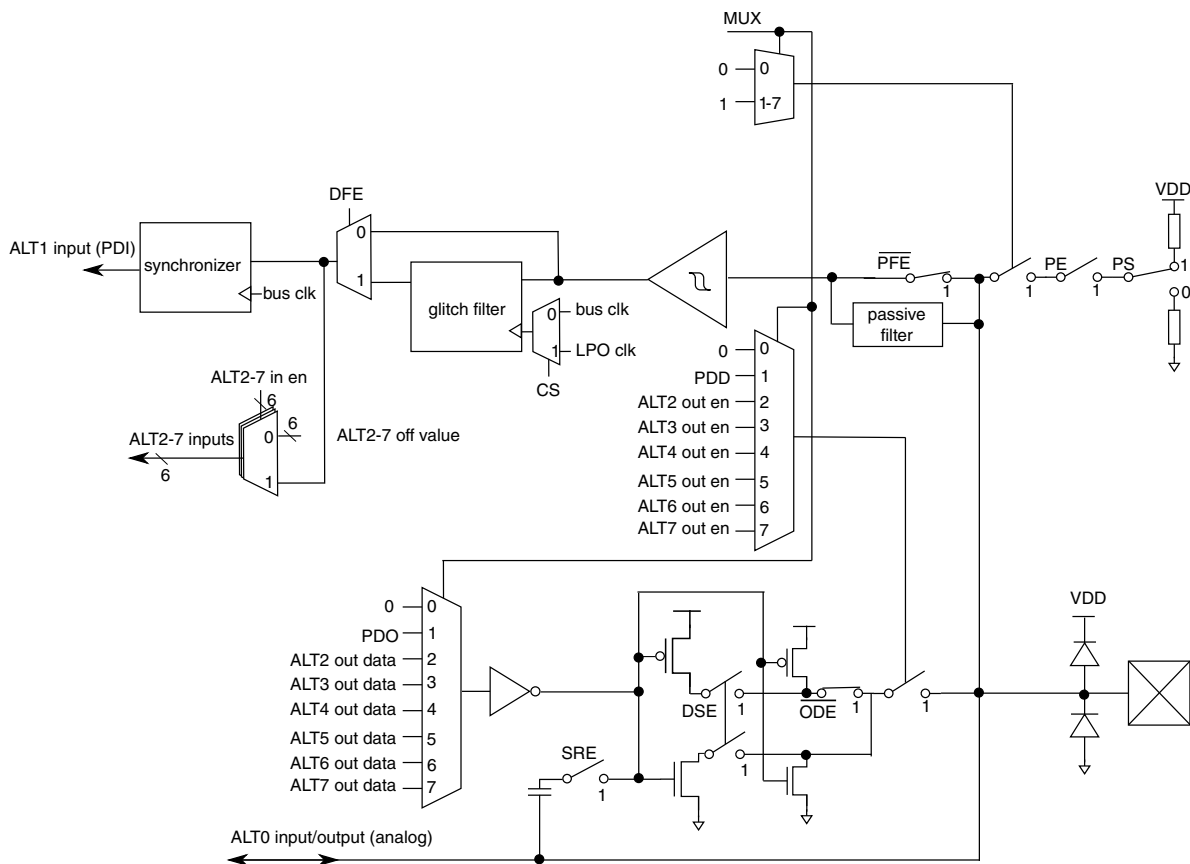 MUX
0
0
1
1-7
DFE
VDD
ALT1 input (PDI)
synchronizer
bus clk
0
1
glitch filter
0
bus clk
1
LPO clk
CS
PFE
1
1
PE
1
PS
1
0
passive
filter
ALT2-7 in en
6
0
6
ALT2-7 off value
ALT2-7 inputs
6
1
0
0
PDD
1
ALT2 out en
2
ALT3 out en
3
ALT4 out en
4
ALT5 out en
5
ALT6 out en
6
ALT7 out en
7
0
0
PDO
1
ALT2 out data
2
ALT3 out data
3
ALT4 out data
4
ALT5 out data
5
ALT6 out data
6
ALT7 out data
7
SRE
1
DSE
1
1
ODE
1
1
VDD
ALT0 input/output (analog)